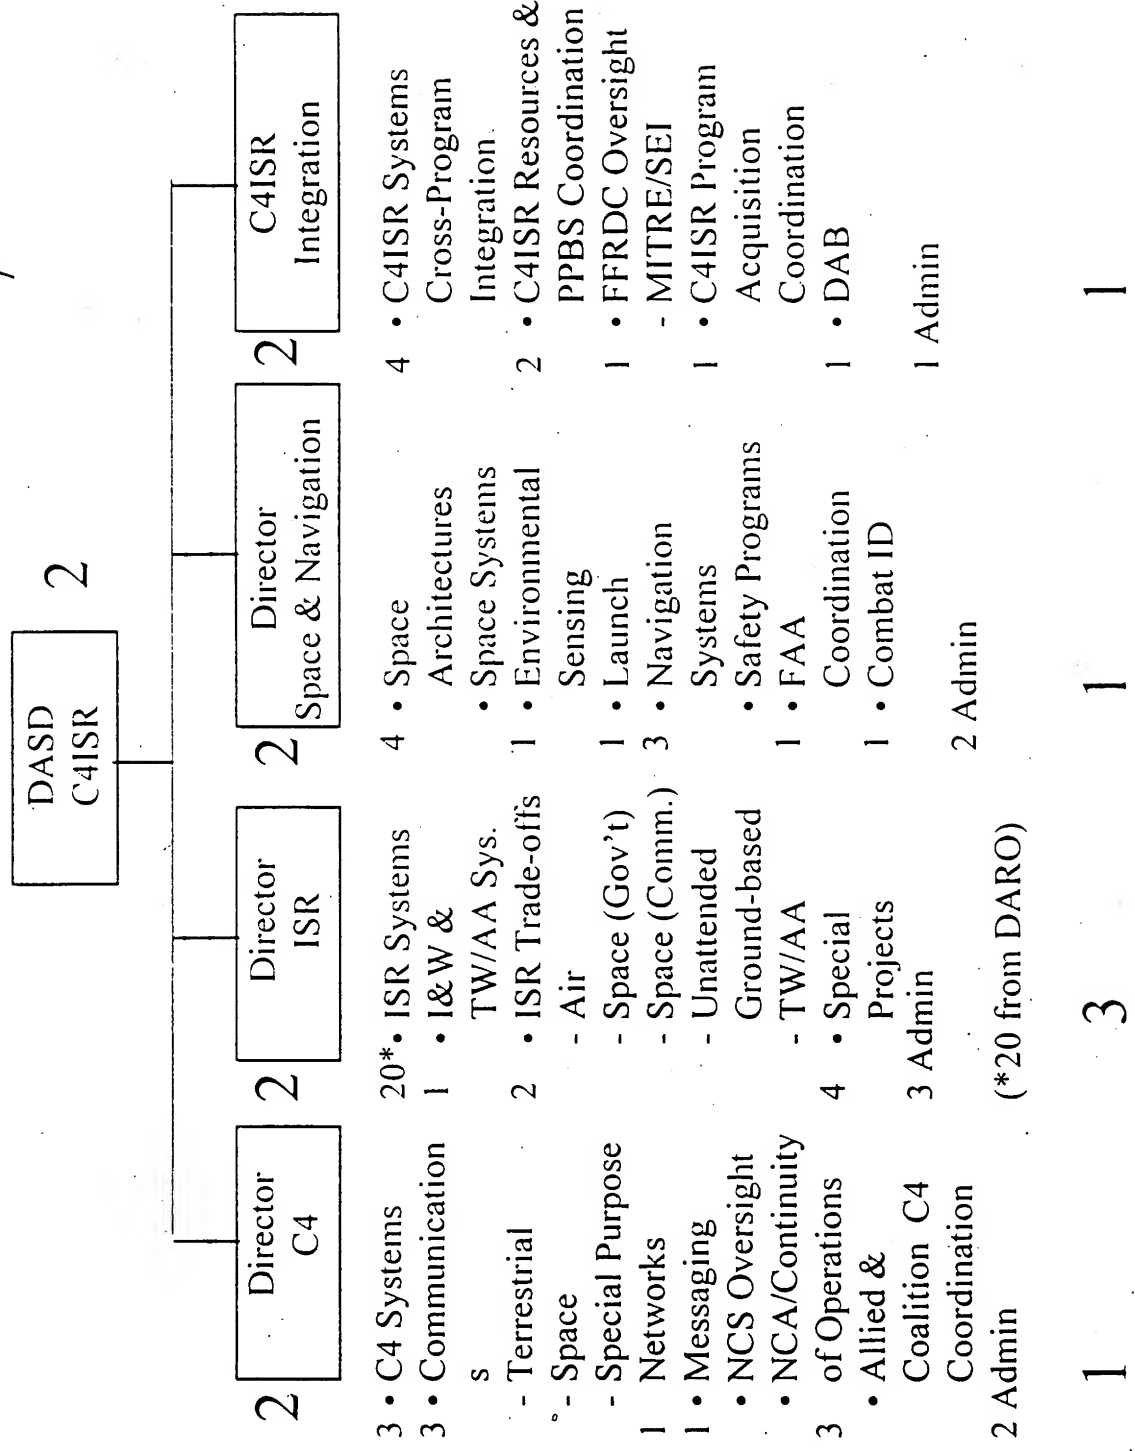 DASD
C4ISR
2
2
Director
C4
3 • C4 Systems
3 • Communication
s
- Terrestrial
- Space
- Special Purpose
1 Networks
1 • Messaging
• NCS Oversight
• NCA/Continuity
3 of Operations
• Allied &
Coalition C4
Coordination
2 Admin
1
2
Director
ISR
20* • ISR Systems
1 • I&W &
TW/AA Sys.
2 • ISR Trade-offs
- Air
- Space (Gov't)
- Space (Comm.)
- Unattended
Ground-based
- TW/AA
4 • Special
Projects
3 Admin
(*20 from DARO)
3
2
Director
Space & Navigation
4 • Space
Architectures
• Space Systems
1 • Environmental
Sensing
1 • Launch
3 • Navigation
Systems
• Safety Programs
1 • FAA
Coordination
1 • Combat ID
2 Admin
1
2
C4ISR
Integration
4 • C4ISR Systems
Cross-Program
Integration
2 • C4ISR Resources &
PPBS Coordination
1 • FFRDC Oversight
- MITRE/SEI
1 • C4ISR Program
Acquisition
Coordination
1 • DAB
1 Admin
1